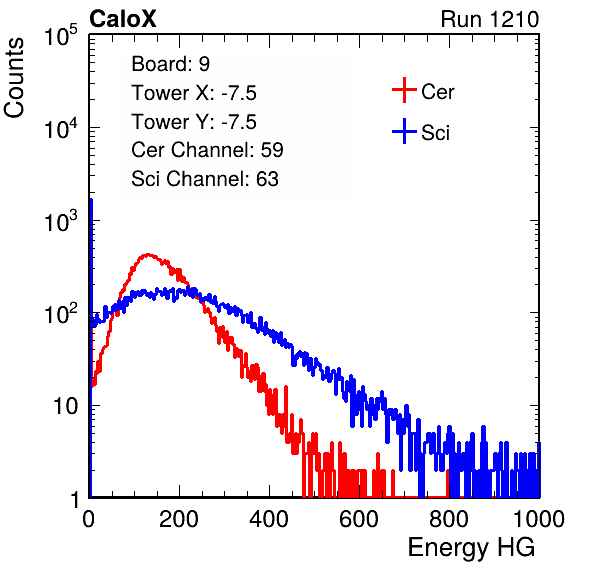 CaloX Run 1210
Counts
Board: 9
Tower X: -7.5
Tower Y: -7.5
Cer Channel: 59
Sci Channel: 63
Cer
Sci
10^5
10^4
10^3
10^2
10
1
0 200 400 600 800 1000
Energy HG